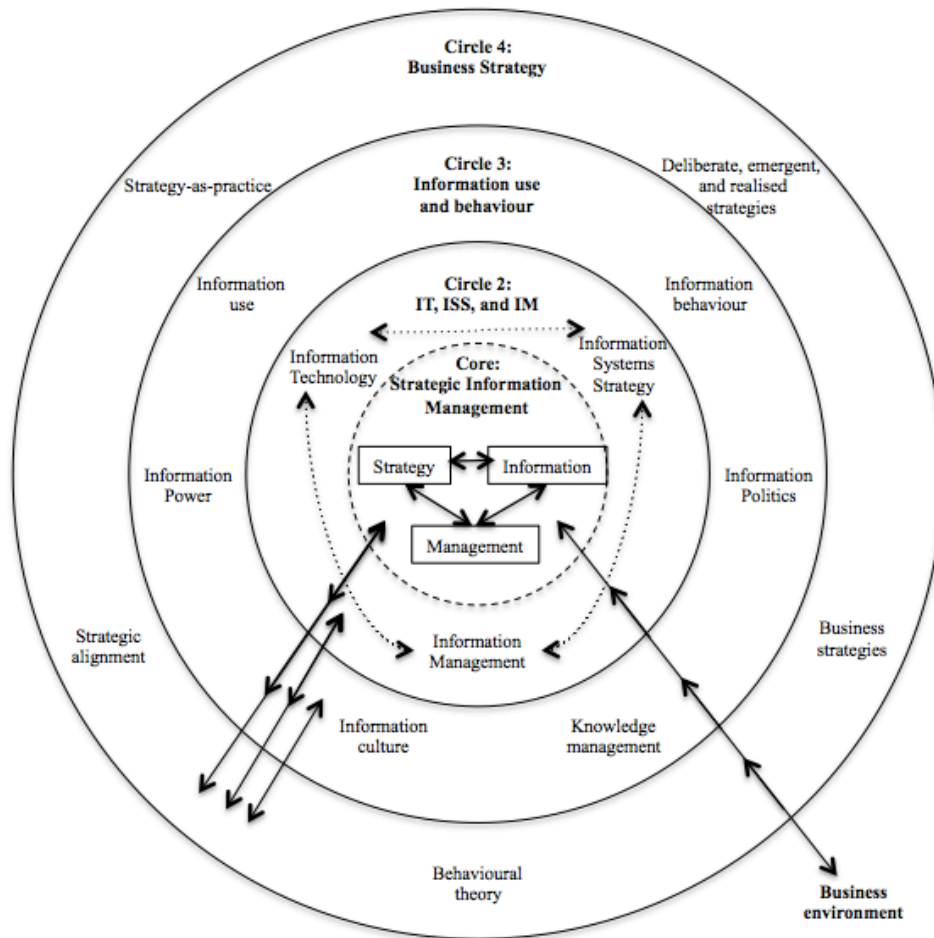 Circle 4:
Business Strategy
Strategy-as-practice
Deliberate, emergent,
and realised
strategies
Circle 3:
Information use
and behaviour
Information
use
Information
behaviour
Circle 2:
IT, ISS, and IM
Information
Technology
Information
Systems
Strategy
Core:
Strategic Information
Management
Strategy
Information
Management
Information
Power
Information
Politics
Strategic
alignment
Information
Management
Business
strategies
Information
culture
Knowledge
management
Behavioural
theory
Business
environment